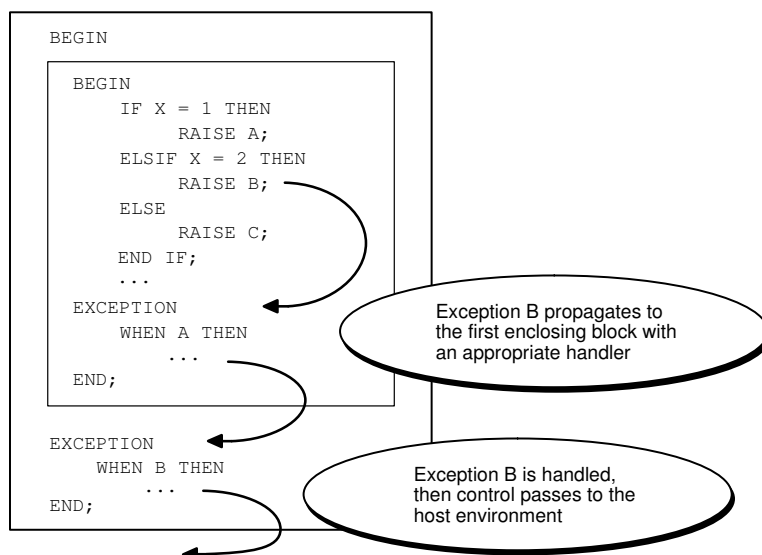 BEGIN
BEGIN
IF X = 1 THEN
RAISE A;
ELSIF X = 2 THEN
RAISE B;
ELSE
RAISE C;
END IF;
...
EXCEPTION
WHEN A THEN
...
END;
Exception B propagates to
the first enclosing block with
an appropriate handler
EXCEPTION
WHEN B THEN
...
END;
Exception B is handled,
then control passes to the
host environment